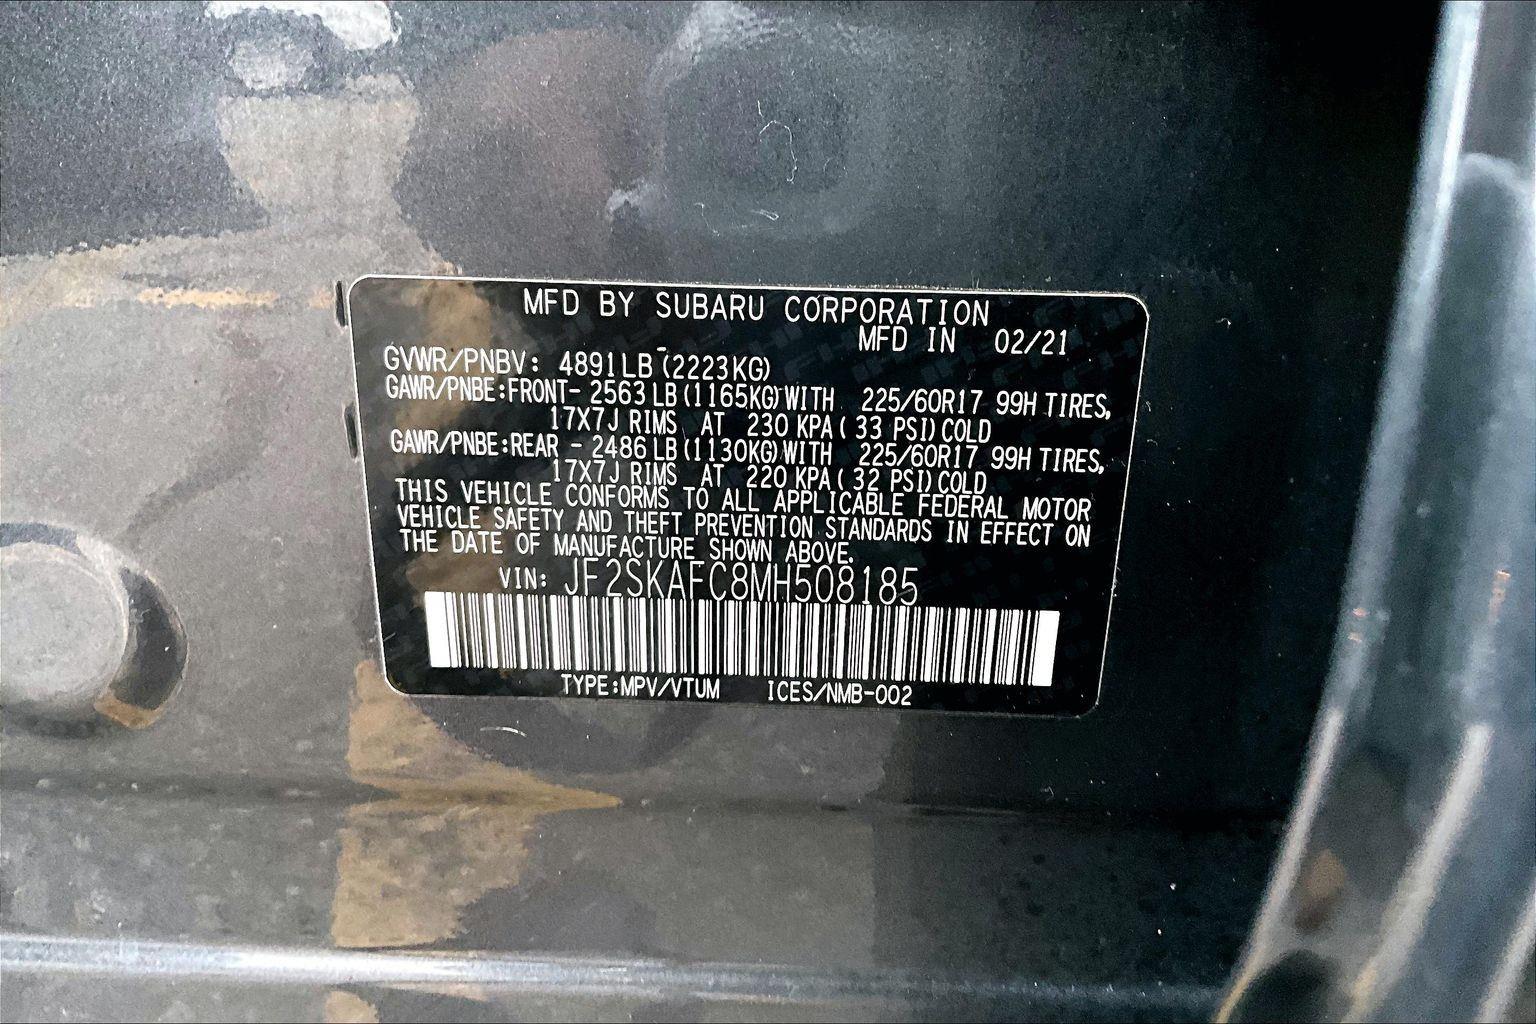 MFD BY SUBARU CORPORATION
MFD IN 02/21
GVWR/PNBV: 4891LB (2223KG)
GAWR/PNBE:FRONT- 2563 LB (1165KG) WITH 225/60R17 99H TIRES,
17X7J RIMS AT 230 KPA ( 33 PSI) COLD
GAWR/PNBE:REAR - 2486 LB (1130KG) WITH 225/60R17 99H TIRES,
17X7J RIMS AT 220 KPA ( 32 PSI) COLD
THIS VEHICLE CONFORMS TO ALL APPLICABLE FEDERAL MOTOR
VEHICLE SAFETY AND THEFT PREVENTION STANDARDS IN EFFECT ON
THE DATE OF MANUFACTURE SHOWN ABOVE.
VIN: JF2SKAFC8MH508185
TYPE:MPV/VTUM ICES/NMB-002